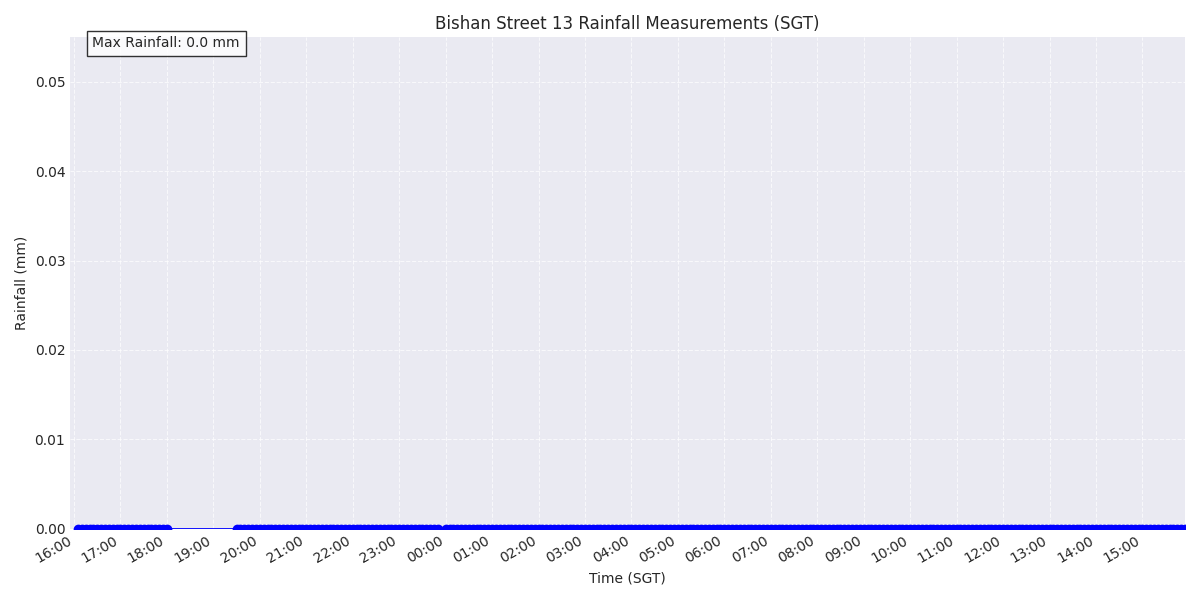 Bishan Street 13 Rainfall Measurements (SGT)
Max Rainfall: 0.0 mm
0.05
0.04
0.03
0.02
0.01
0.00
Rainfall (mm)
16:00 17:00 18:00 19:00 20:00 21:00 22:00 23:00 00:00 01:00 02:00 03:00 04:00 05:00 06:00 07:00 08:00 09:00 10:00 11:00 12:00 13:00 14:00 15:00
Time (SGT)